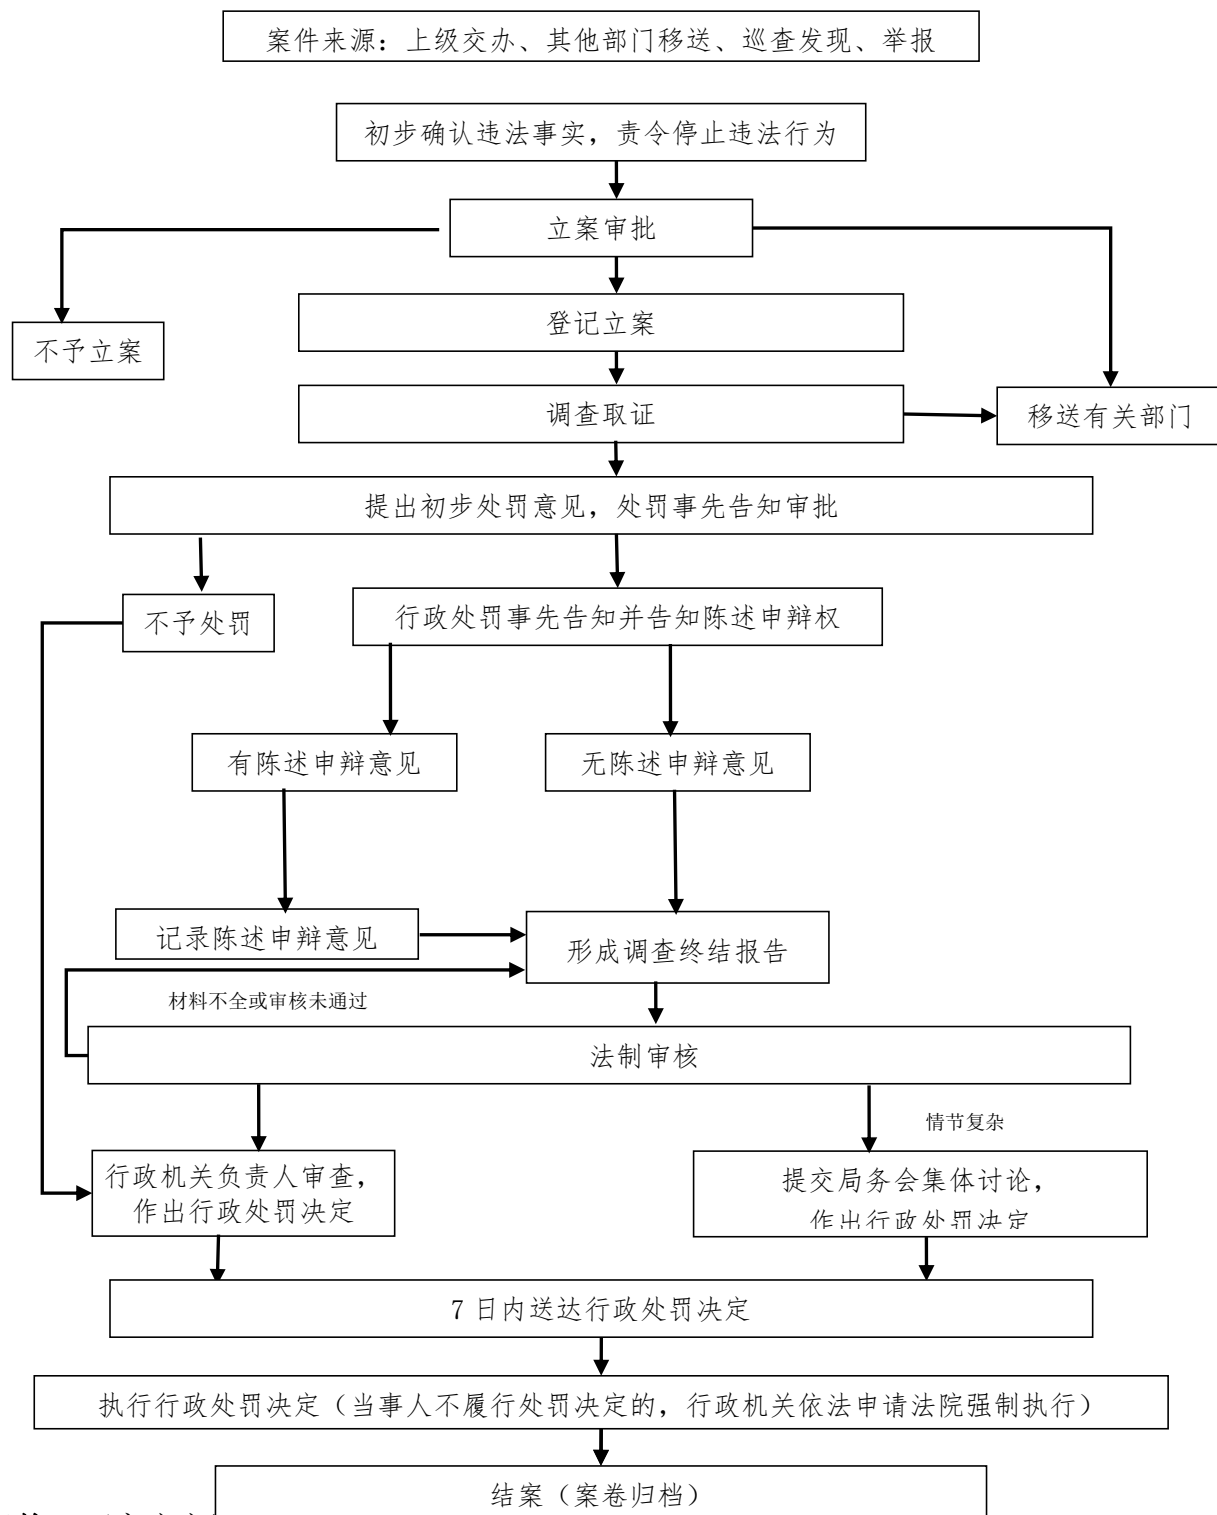 案件来源：上级交办、其他部门移送、巡查发现、举报
初步确认违法事实，责令停止违法行为
立案审批
登记立案
不予立案
调查取证
移送有关部门
提出初步处罚意见，处罚事先告知审批
不予处罚
行政处罚事先告知并告知陈述申辩权
有陈述申辩意见
无陈述申辩意见
记录陈述申辩意见
形成调查终结报告
材料不全或审核未通过
法制审核
情节复杂
行政机关负责人审查，
作出行政处罚决定
提交局务会集体讨论，
作出行政处罚决定
7 日内送达行政处罚决定
执行行政处罚决定（当事人不履行处罚决定的，行政机关依法申请法院强制执行）
结案（案卷归档）